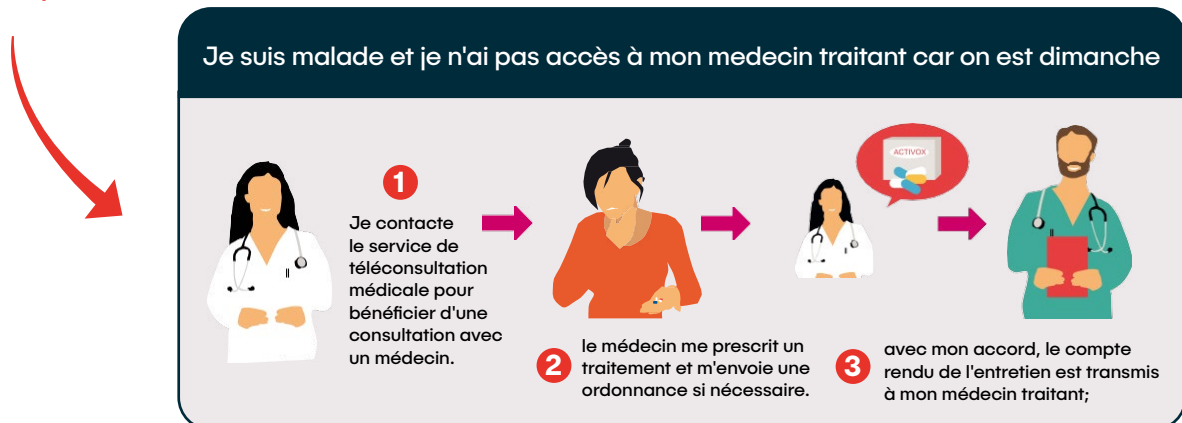 Je suis malade et je n'ai pas accès à mon medecin traitant car on est dimanche
1
Je contacte
le service de
téléconsultation
médicale pour
bénéficier d'une
consultation avec
un médecin.
2
le médecin me prescrit un
traitement et m'envoie une
ordonnance si nécessaire.
ACTIVOX
3
avec mon accord, le compte
rendu de l'entretien est transmis
à mon médecin traitant;